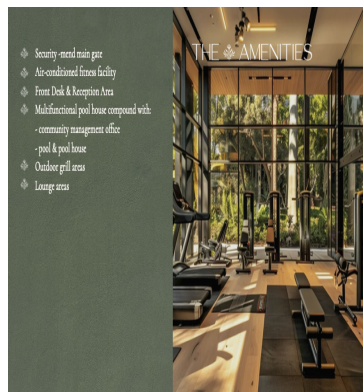 THE AMENITIES
Security -mend main gate
Air-conditioned fitness facility
Front Desk & Reception Area
Multifunctional pool house compound with:
- community management office
- pool & pool house
Outdoor grill areas
Lounge areas